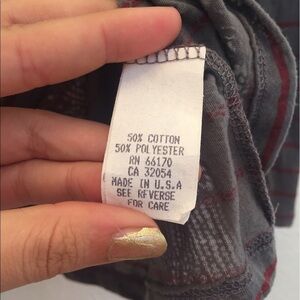 50% COTTON
50% POLYESTER
RN 66170
CA 32054
MADE IN U.S.A
SEE REVERSE
FOR CARE